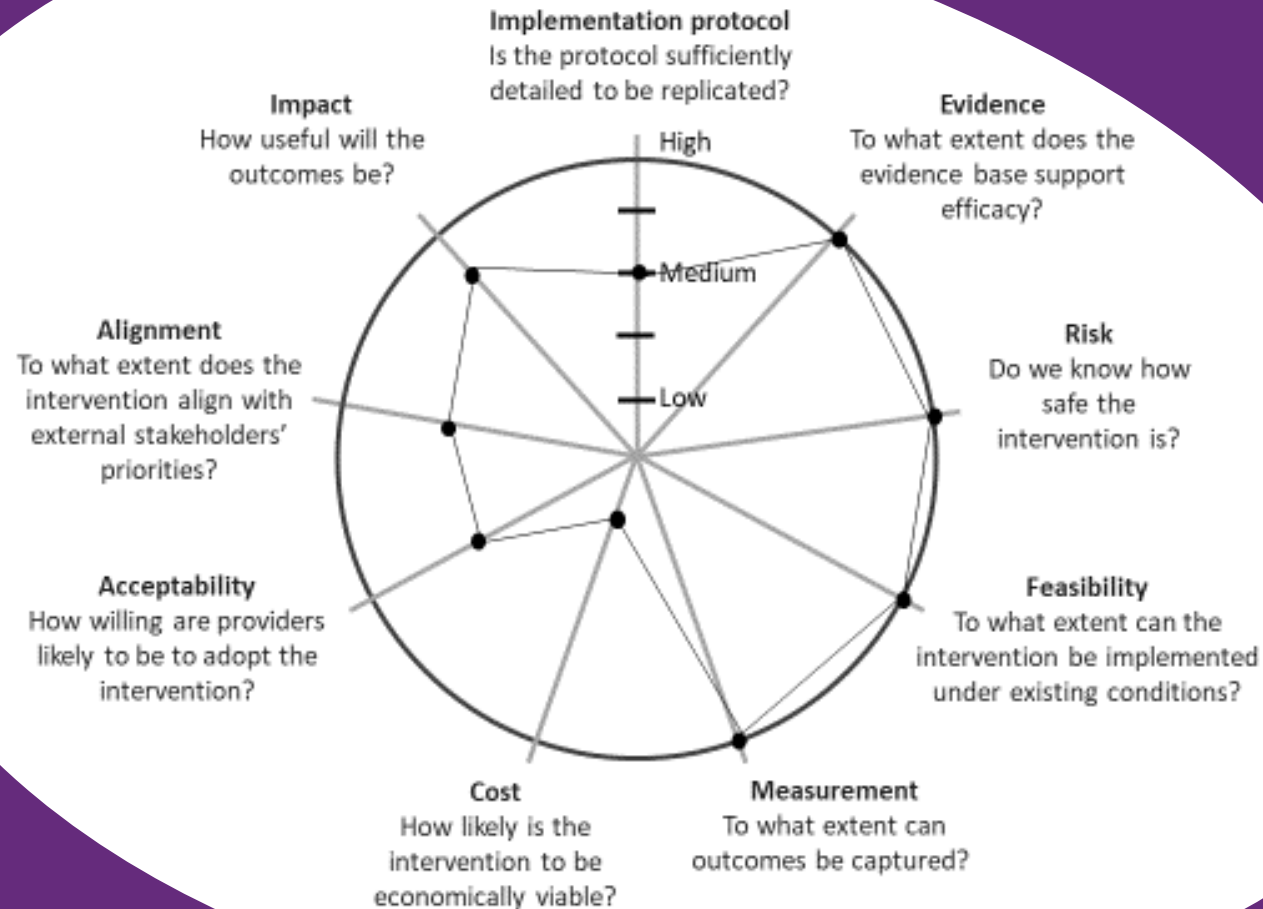 Implementation protocol
Is the protocol sufficiently
detailed to be replicated?
Impact
How useful will the
outcomes be?
Evidence
To what extent does the
evidence base support
efficacy?
High
Medium
Low
Alignment
To what extent does the
intervention align with
external stakeholders’
priorities?
Risk
Do we know how
safe the
intervention is?
Acceptability
How willing are providers
likely to be to adopt the
intervention?
Feasibility
To what extent can the
intervention be implemented
under existing conditions?
Cost
How likely is the
intervention to be
economically viable?
Measurement
To what extent can
outcomes be captured?